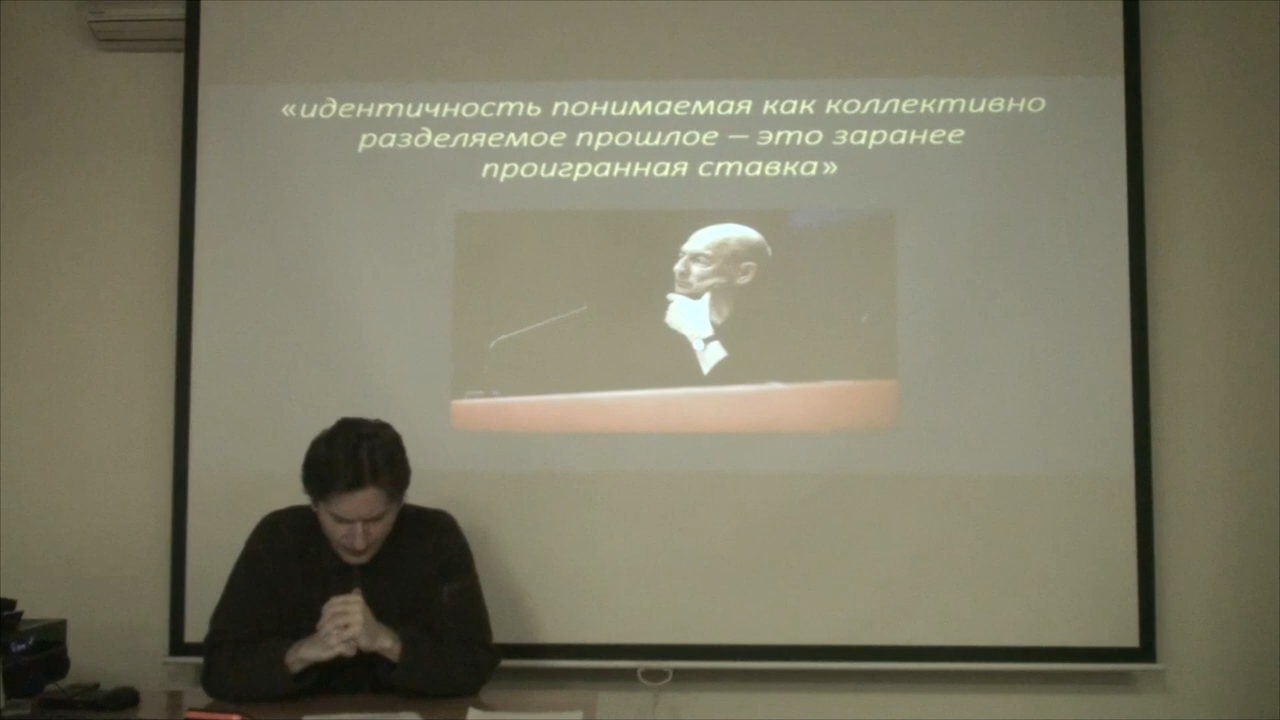 «идентичность понимаемая как коллективно
разделяемое прошлое – это заранее
проигранная ставка»